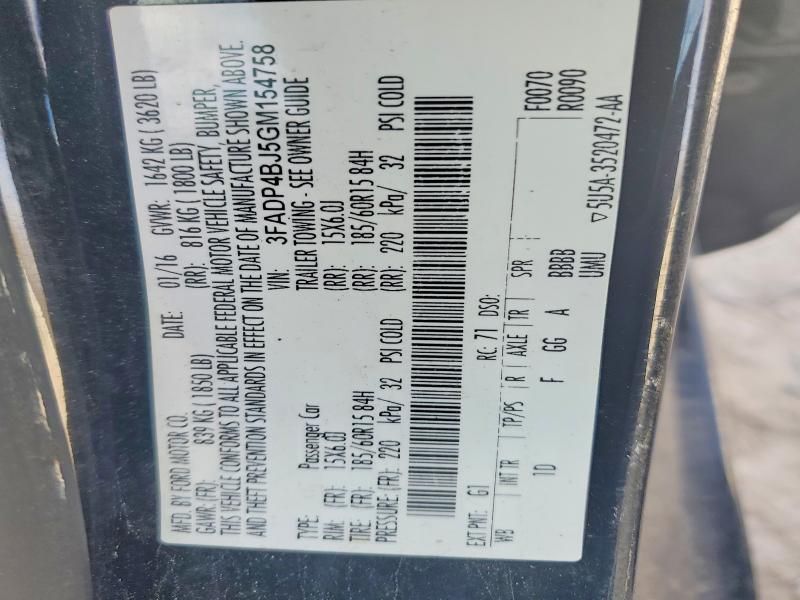 MFD. BY FORD MOTOR CO.
DATE: 01/16 GVWR: 1642 KG ( 3620 LB)
GAWR: (FR): 839 KG ( 1850 LB) (RR): 816 KG ( 1800 LB)
THIS VEHICLE CONFORMS TO ALL APPLICABLE FEDERAL MOTOR VEHICLE SAFETY, BUMPER,
AND THEFT PREVENTION STANDARDS IN EFFECT ON THE DATE OF MANUFACTURE SHOWN ABOVE.
VIN: 3FADP4BJ5GM154758
TYPE: Passenger Car TRAILER TOWING - SEE OWNER GUIDE
RIM: (FR): 15X6.0J (RR): 15X6.0J
TIRE: (FR): 185/60R15 84H (RR): 185/60R15 84H
PRESSURE: (FR): 220 kPa/ 32 PSI COLD (RR): 220 kPa/ 32 PSI COLD
EXT PNT: G1 RC: 71 DSO: F0070
WB INT TR TP/PS R AXLE TR SPR R0090
1D F GG A BBBB
UMU
▽5U5A-3520472-AA